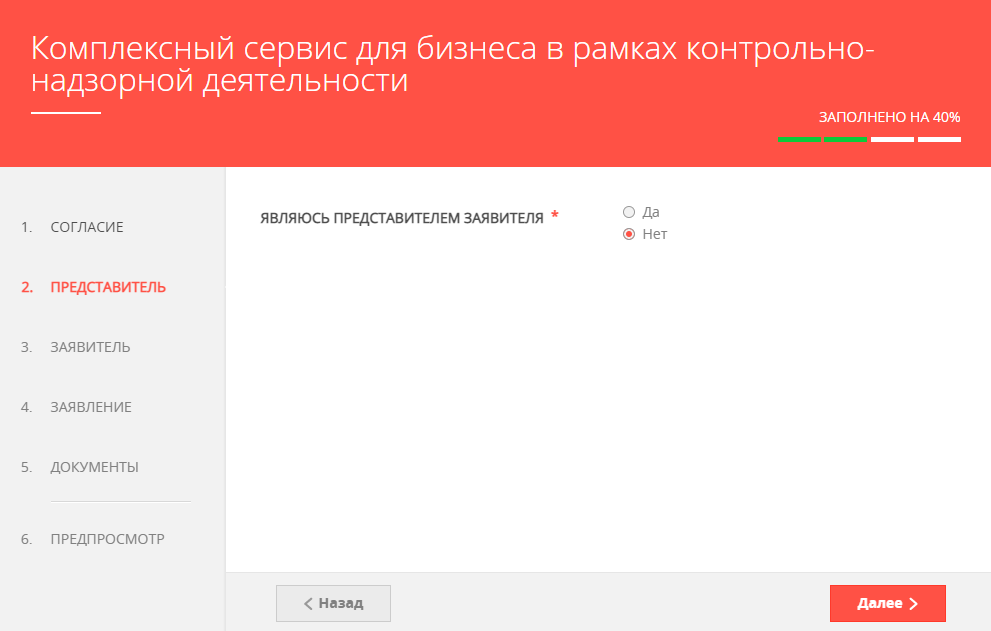 Комплексный сервис для бизнеса в рамках контрольно-
надзорной деятельности
ЗАПОЛНЕНО НА 40%
1. СОГЛАСИЕ
2. ПРЕДСТАВИТЕЛЬ
3. ЗАЯВИТЕЛЬ
4. ЗАЯВЛЕНИЕ
5. ДОКУМЕНТЫ
6. ПРЕДПРОСМОТР
ЯВЛЯЮСЬ ПРЕДСТАВИТЕЛЕМ ЗАЯВИТЕЛЯ *
Да
Нет
Назад
Далее